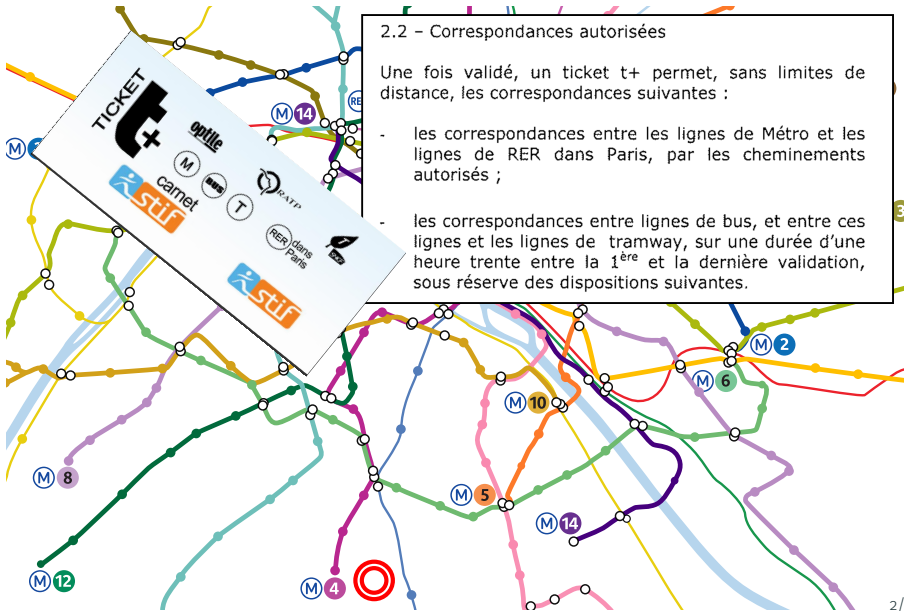 2.2 – Correspondances autorisées
Une fois validé, un ticket t+ permet, sans limites de
distance, les correspondances suivantes :
- les correspondances entre les lignes de Métro et les
lignes de RER dans Paris, par les cheminements
autorisés ;
- les correspondances entre lignes de bus, et entre ces
lignes et les lignes de tramway, sur une durée d'une
heure trente entre la 1ère et la dernière validation,
sous réserve des dispositions suivantes.
TICKET
t+
optile
M
BUS
T
RATP
carnet
stif
RER dans
Paris
stif
M 14
RE
M
3
M 2
M 6
M 10
M 8
M 5
M 14
M 12
M 4
2/